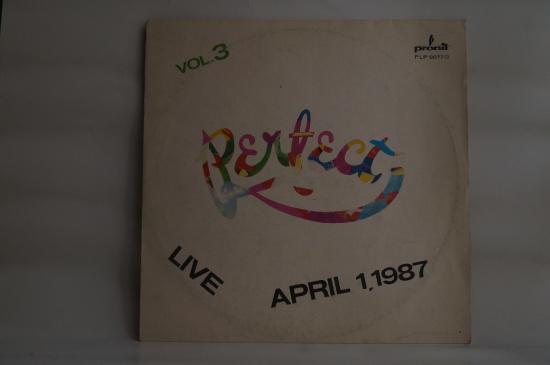 VOL.3
pronit
Perfect
LIVE
APRIL 1.1987